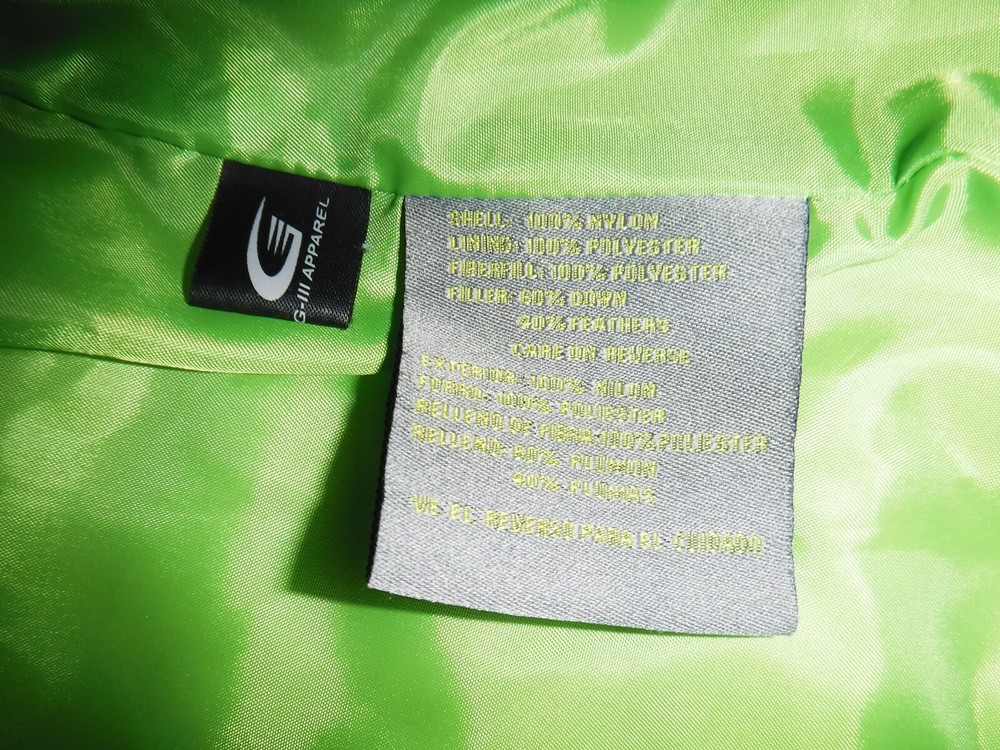 G-III APPAREL
SHELL: 100% NYLON
LINING: 100% POLYESTER
FIBERFILL: 100% POLYESTER
FILLER: 60% DOWN
40% FEATHERS
CARE ON REVERSE
EXTERIOR: 100% NILON
FORRO: 100% POLIESTER
RELLENO DE FIBRA:100%POLIESTER
RELLENO: 60% PLUMON
40% PLUMAS
VE EL REVERSO PARA EL CUIDADO